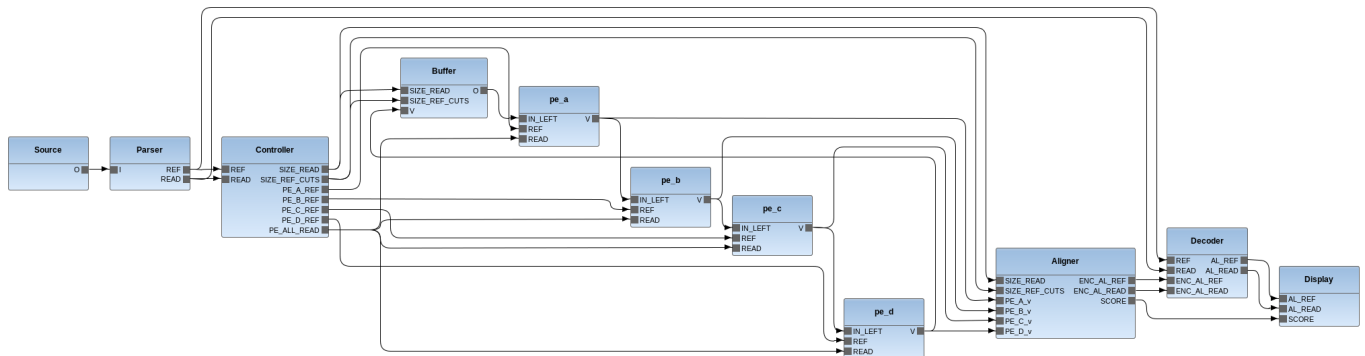 Source
O
Parser
I
REF
READ
Controller
REF
SIZE_READ
READ
SIZE_REF_CUTS
PE_A_REF
PE_B_REF
PE_C_REF
PE_D_REF
PE_ALL_READ
Buffer
SIZE_READ
O
SIZE_REF_CUTS
V
pe_a
IN_LEFT
V
REF
READ
pe_b
IN_LEFT
V
REF
READ
pe_c
IN_LEFT
V
REF
READ
pe_d
IN_LEFT
V
REF
READ
Aligner
SIZE_READ
ENC_AL_REF
SIZE_REF_CUTS
ENC_AL_READ
PE_A_v
SCORE
PE_B_v
PE_C_v
PE_D_v
Decoder
REF
AL_REF
READ
AL_READ
ENC_AL_REF
ENC_AL_READ
Display
AL_REF
AL_READ
SCORE